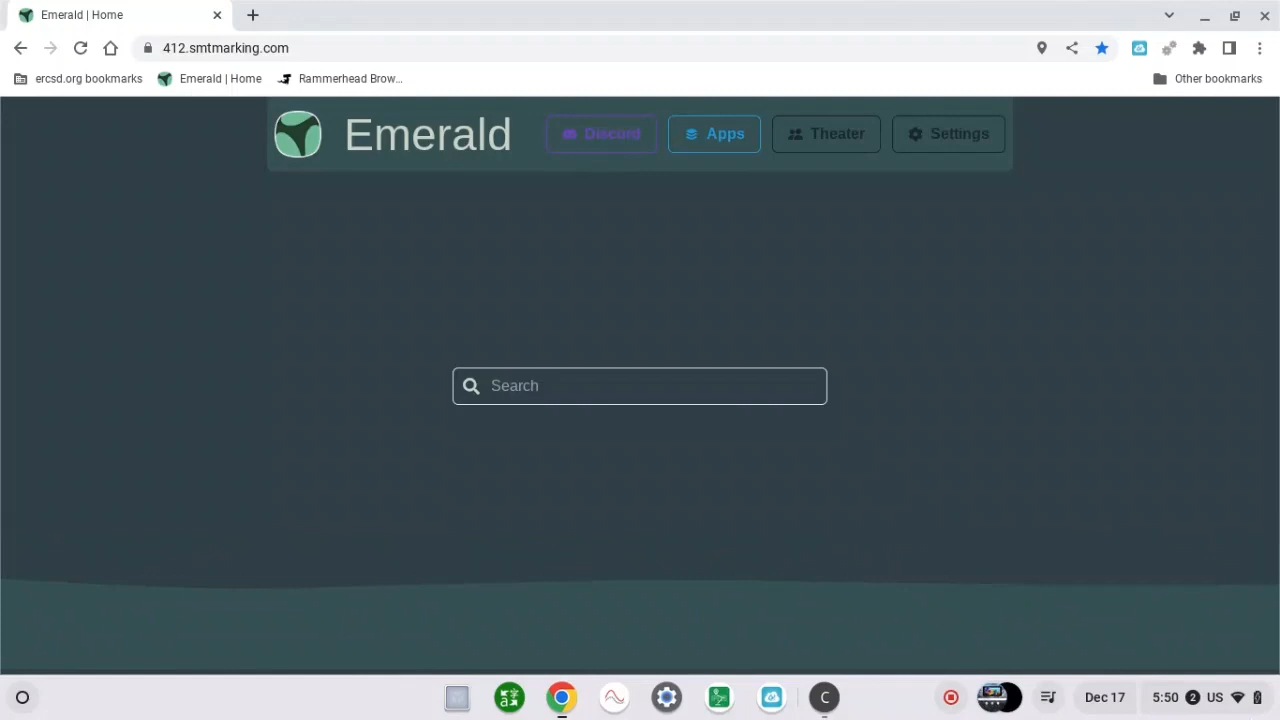 Emerald | Home
412.smtmarking.com
ercsd.org bookmarks Emerald | Home Rammerhead Brow... Other bookmarks
Emerald Discord Apps Theater Settings
Search
C Dec 17 5:50 2 US